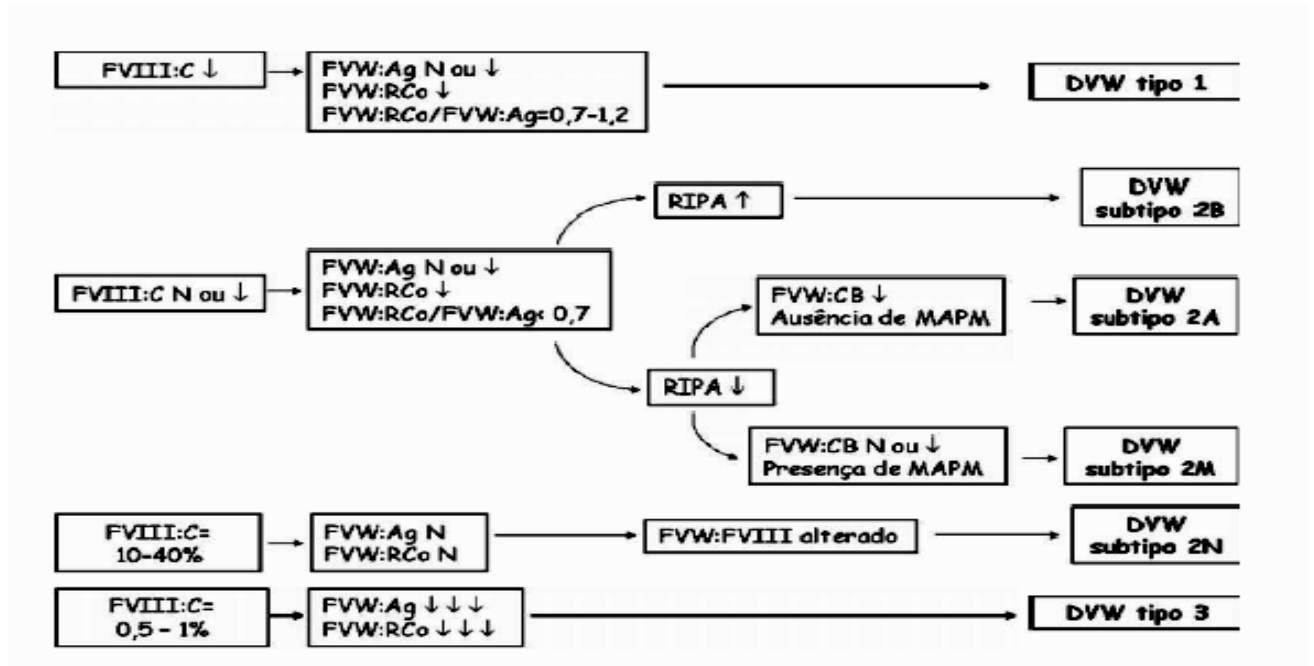 FVIII:C ↓
FVW:Ag N ou ↓
FVW:RCo ↓
FVW:RCo/FVW:Ag=0,7-1,2
DVW tipo 1
FVIII:C N ou ↓
FVW:Ag N ou ↓
FVW:RCo ↓
FVW:RCo/FVW:Ag< 0,7
RIPA ↑
DVW
subtipo 2B
RIPA ↓
FVW:CB ↓
Ausência de MAPM
DVW
subtipo 2A
FVW:CB N ou ↓
Presença de MAPM
DVW
subtipo 2M
FVIII:C=
10-40%
FVW:Ag N
FVW:RCo N
FVW:FVIII alterado
DVW
subtipo 2N
FVIII:C=
0,5 - 1%
FVW:Ag ↓↓↓
FVW:RCo ↓↓↓
DVW tipo 3